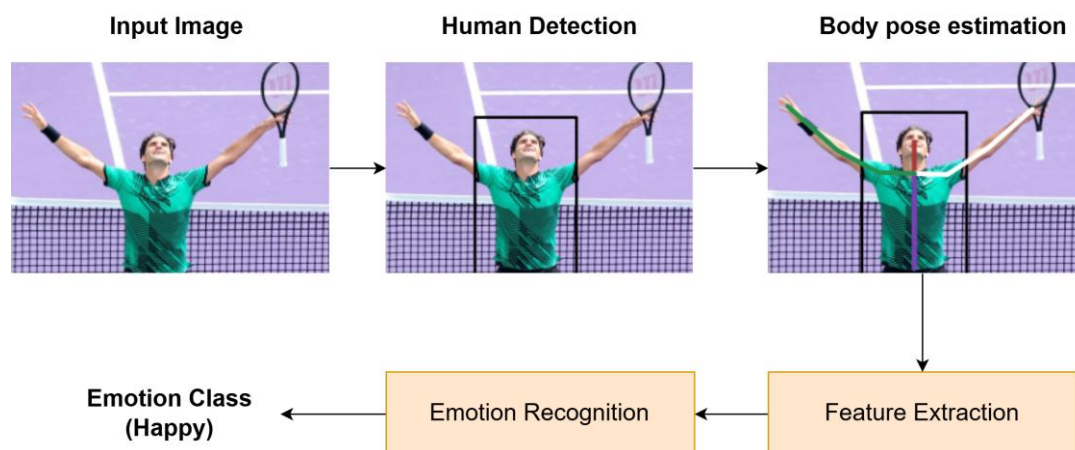 Input Image
Human Detection
Body pose estimation
Emotion Class
(Happy)
Emotion Recognition
Feature Extraction